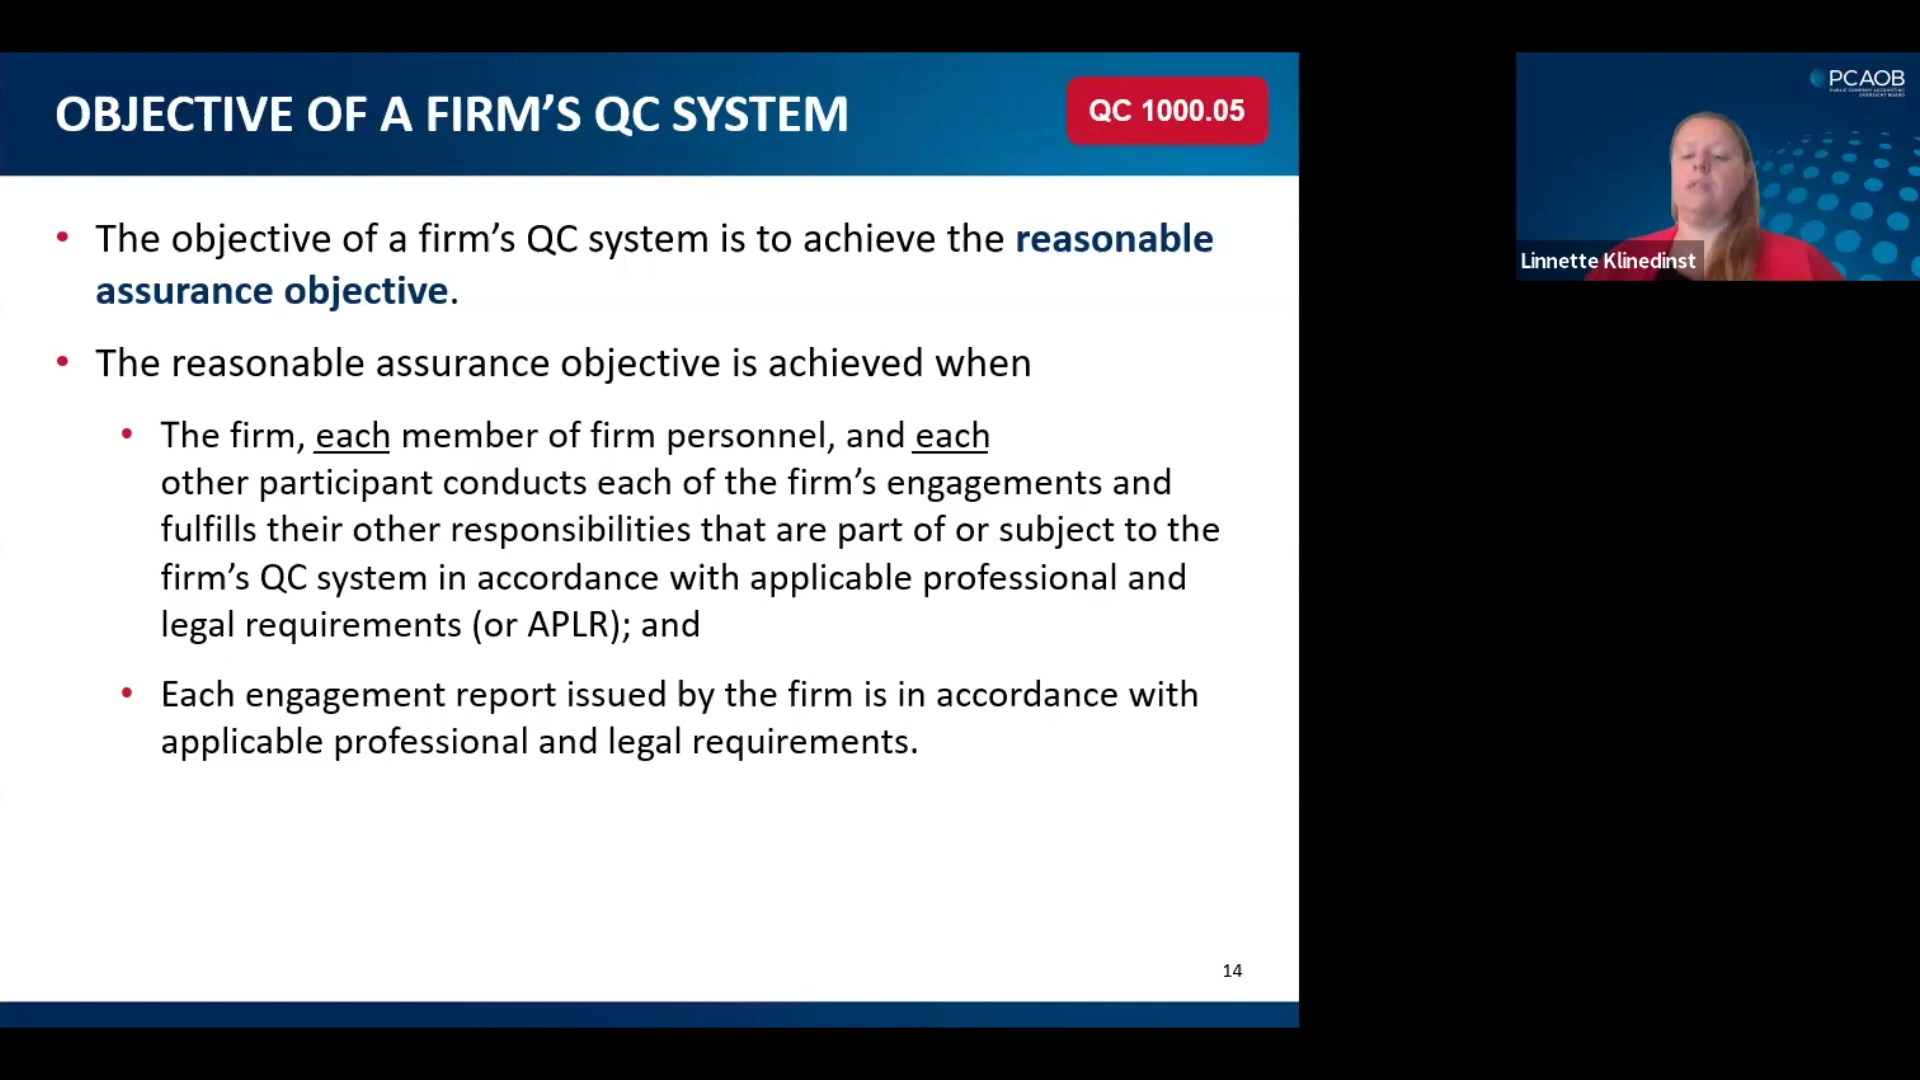 OBJECTIVE OF A FIRM’S QC SYSTEM
QC 1000.05
• The objective of a firm’s QC system is to achieve the reasonable
assurance objective.
• The reasonable assurance objective is achieved when
• The firm, each member of firm personnel, and each
other participant conducts each of the firm’s engagements and
fulfills their other responsibilities that are part of or subject to the
firm’s QC system in accordance with applicable professional and
legal requirements (or APLR); and
• Each engagement report issued by the firm is in accordance with
applicable professional and legal requirements.
14
PCAOB
PUBLIC COMPANY ACCOUNTING
OVERSIGHT BOARD
Linnette Klinedinst